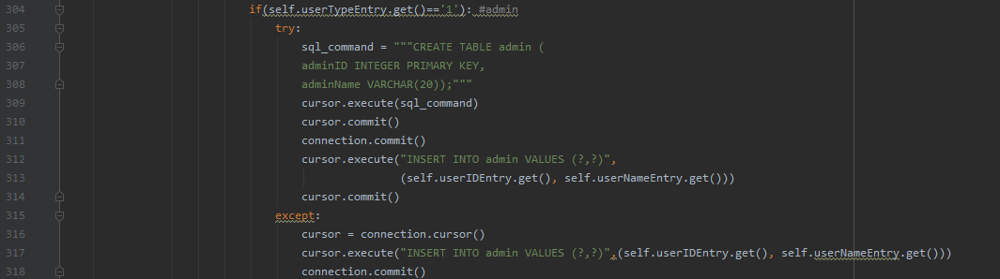 304 if(self.userTypeEntry.get()=='1'): #admin
305 try:
306 sql_command = """CREATE TABLE admin (
307 adminID INTEGER PRIMARY KEY,
308 adminName VARCHAR(20));"""
309 cursor.execute(sql_command)
310 cursor.commit()
311 connection.commit()
312 cursor.execute("INSERT INTO admin VALUES (?,?)",
313 (self.userIDEntry.get(), self.userNameEntry.get()))
314 cursor.commit()
315 except:
316 cursor = connection.cursor()
317 cursor.execute("INSERT INTO admin VALUES (?,?)",(self.userIDEntry.get(), self.userNameEntry.get()))
318 connection.commit()